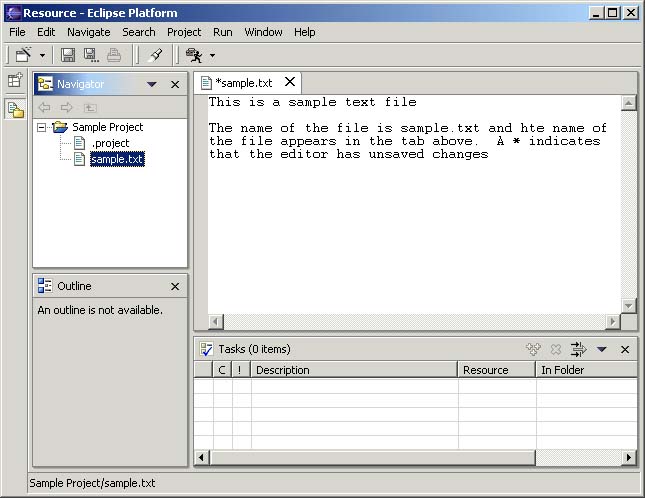 Resource - Eclipse Platform
File Edit Navigate Search Project Run Window Help
Navigator
Sample Project
.project
sample.txt
*sample.txt
This is a sample text file
The name of the file is sample.txt and hte name of
the file appears in the tab above.  A * indicates
that the editor has unsaved changes
Outline
An outline is not available.
Tasks (0 items)
C ! Description Resource In Folder
Sample Project/sample.txt